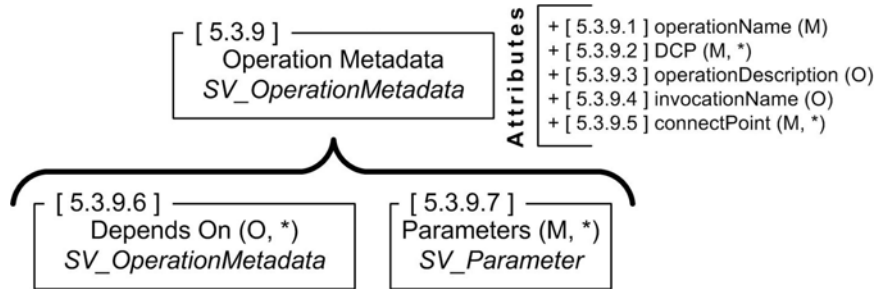 [ 5.3.9 ]
Operation Metadata
SV_OperationMetadata
Attributes
+ [ 5.3.9.1 ] operationName (M)
+ [ 5.3.9.2 ] DCP (M, *)
+ [ 5.3.9.3 ] operationDescription (O)
+ [ 5.3.9.4 ] invocationName (O)
+ [ 5.3.9.5 ] connectPoint (M, *)
[ 5.3.9.6 ]
Depends On (O, *)
SV_OperationMetadata
[ 5.3.9.7 ]
Parameters (M, *)
SV_Parameter